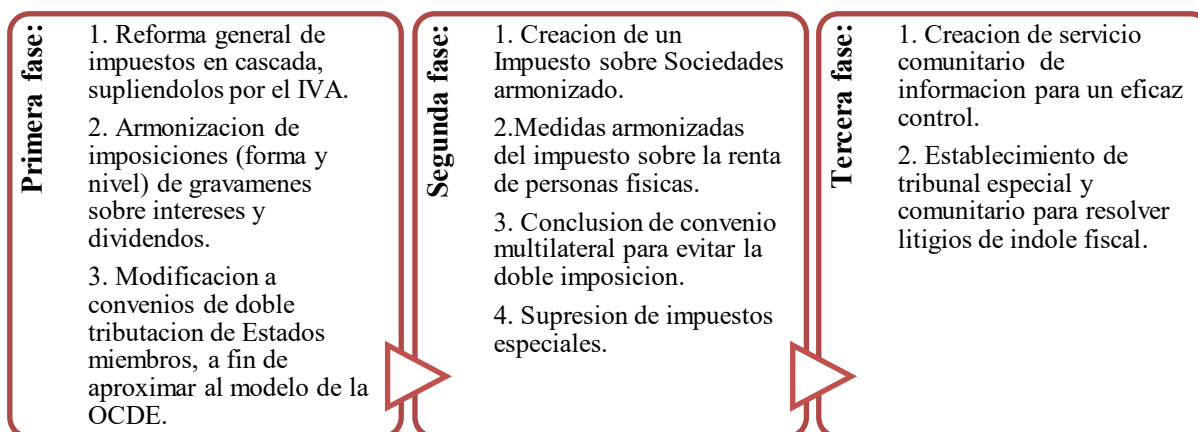 Primera fase:
1. Reforma general de
impuestos en cascada,
supliendolos por el IVA.
2. Armonizacion de
imposiciones (forma y
nivel) de gravamenes
sobre intereses y
dividendos.
3. Modificacion a
convenios de doble
tributacion de Estados
miembros, a fin de
aproximar al modelo de la
OCDE.
Segunda fase:
1. Creacion de un
Impuesto sobre Sociedades
armonizado.
2.Medidas armonizadas
del impuesto sobre la renta
de personas fisicas.
3. Conclusion de convenio
multilateral para evitar la
doble imposicion.
4. Supresion de impuestos
especiales.
Tercera fase:
1. Creacion de servicio
comunitario de
informacion para un eficaz
control.
2. Establecimiento de
tribunal especial y
comunitario para resolver
litigios de indole fiscal.